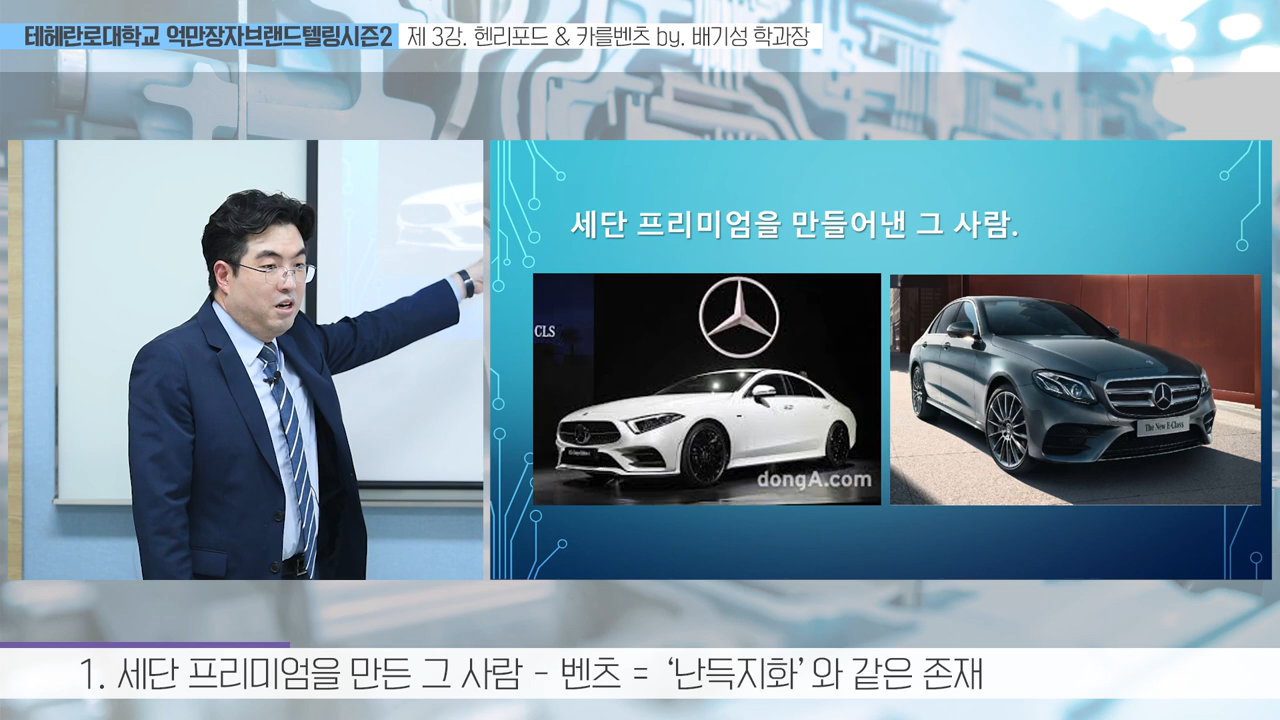 테헤란로대학교 억만장자브랜드텔링시즌2 제 3강. 헨리포드 & 카를벤츠 by. 배기성 학과장
세단 프리미엄을 만들어낸 그 사람.
CLS
dongA.com
The New E-Class
1. 세단 프리미엄을 만든 그 사람 - 벤츠 = ‘난득지화’와 같은 존재